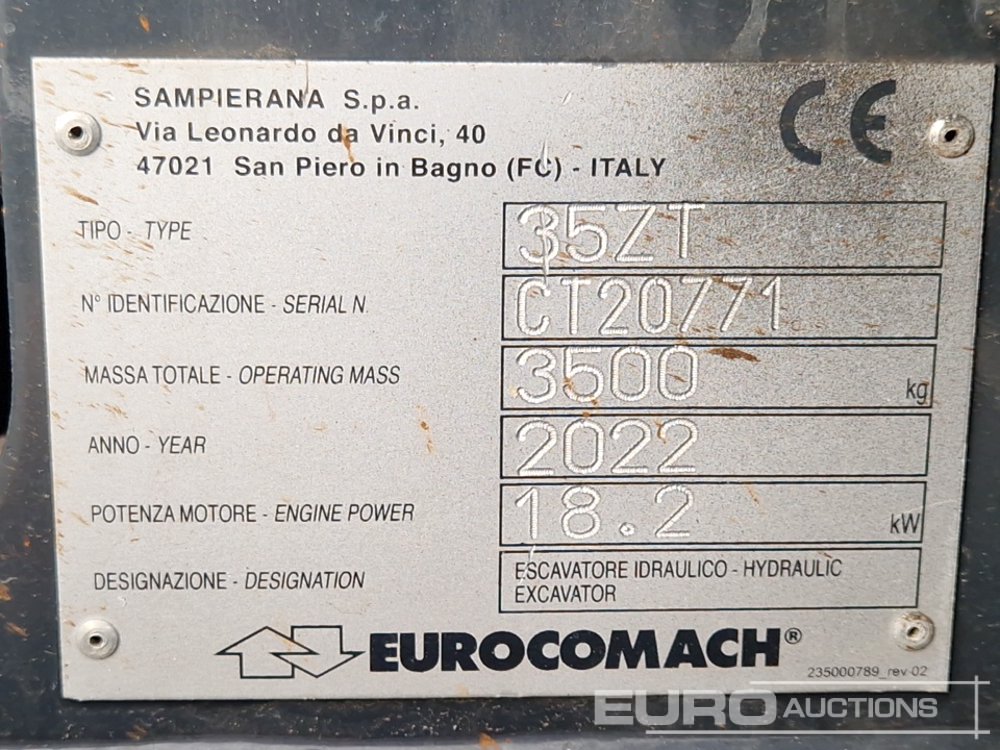 SAMPIERANA S.p.a.
Via Leonardo da Vinci, 40
47021 San Piero in Bagno (FC) - ITALY
CE
TIPO - TYPE 35ZT
N° IDENTIFICAZIONE - SERIAL N. CT20771
MASSA TOTALE - OPERATING MASS 3500 kg
ANNO - YEAR 2022
POTENZA MOTORE - ENGINE POWER 18.2 kW
DESIGNAZIONE - DESIGNATION ESCAVATORE IDRAULICO - HYDRAULIC
EXCAVATOR
EUROCOMACH®
235000789_rev-02
EURO AUCTIONS